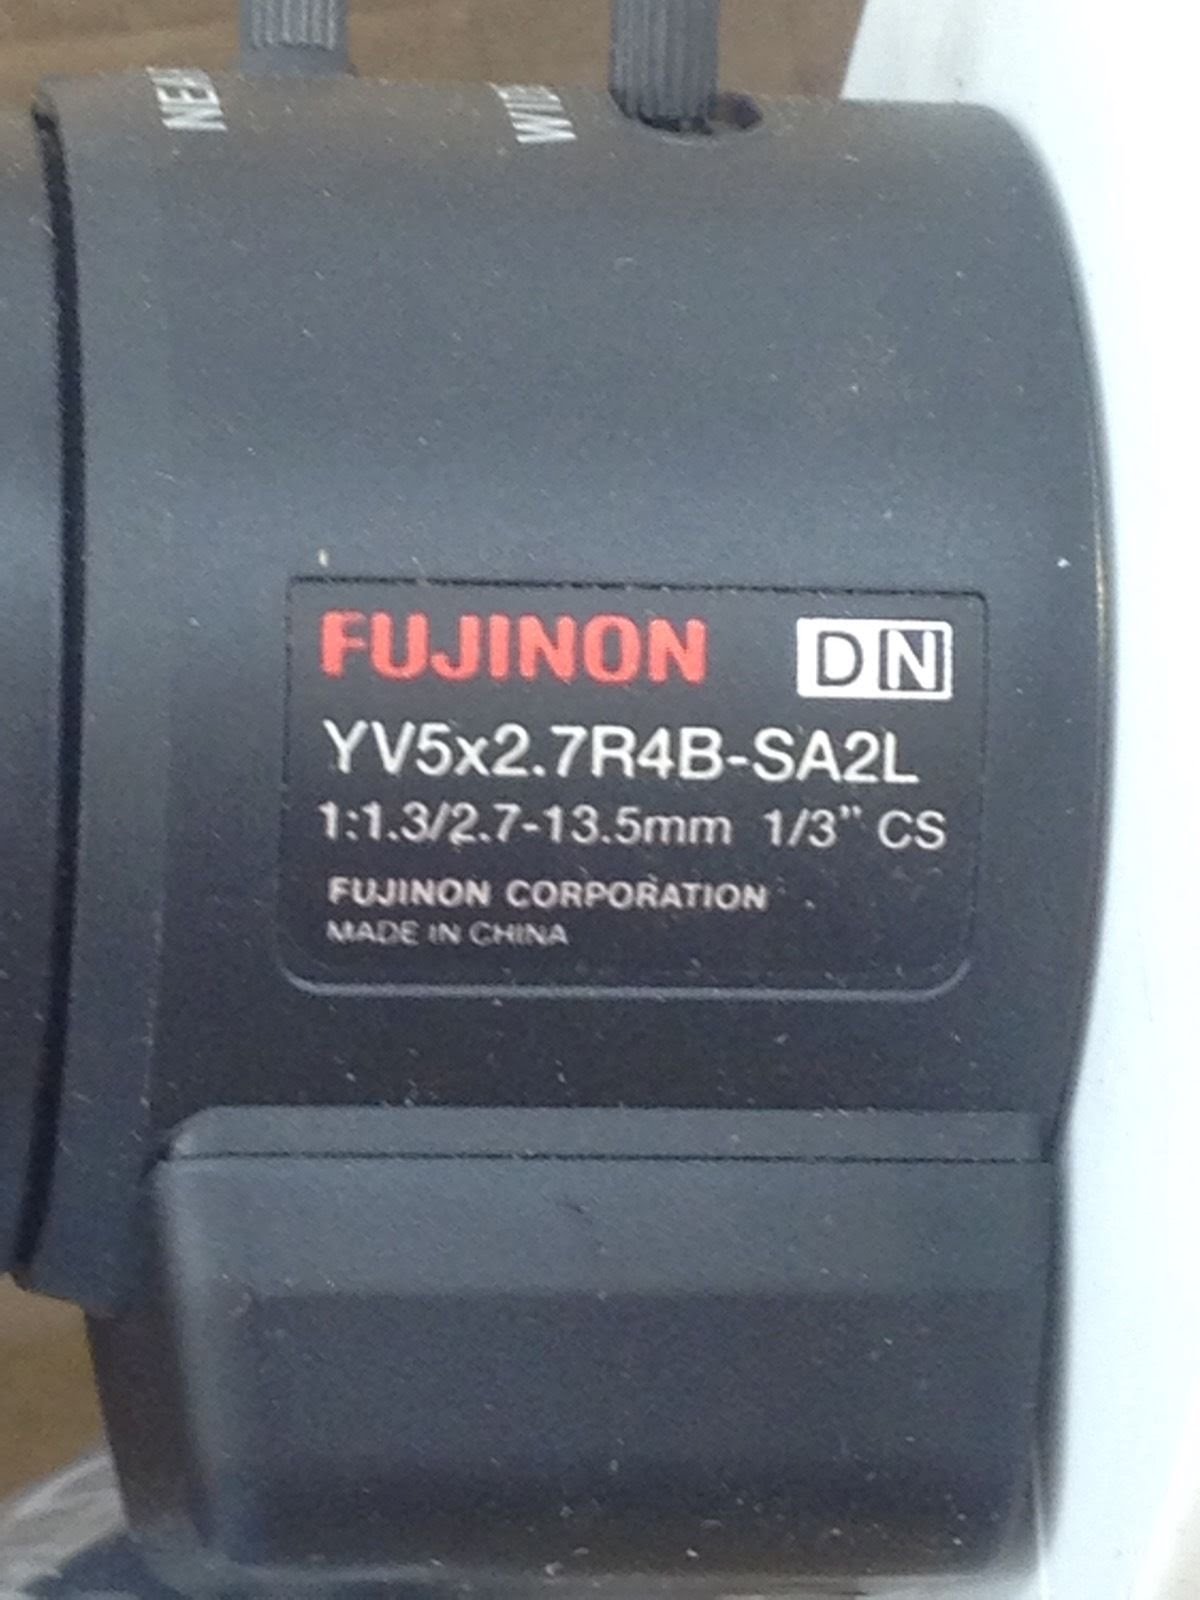 FUJINON DN
YV5x2.7R4B-SA2L
1:1.3/2.7-13.5mm 1/3" CS
FUJINON CORPORATION
MADE IN CHINA